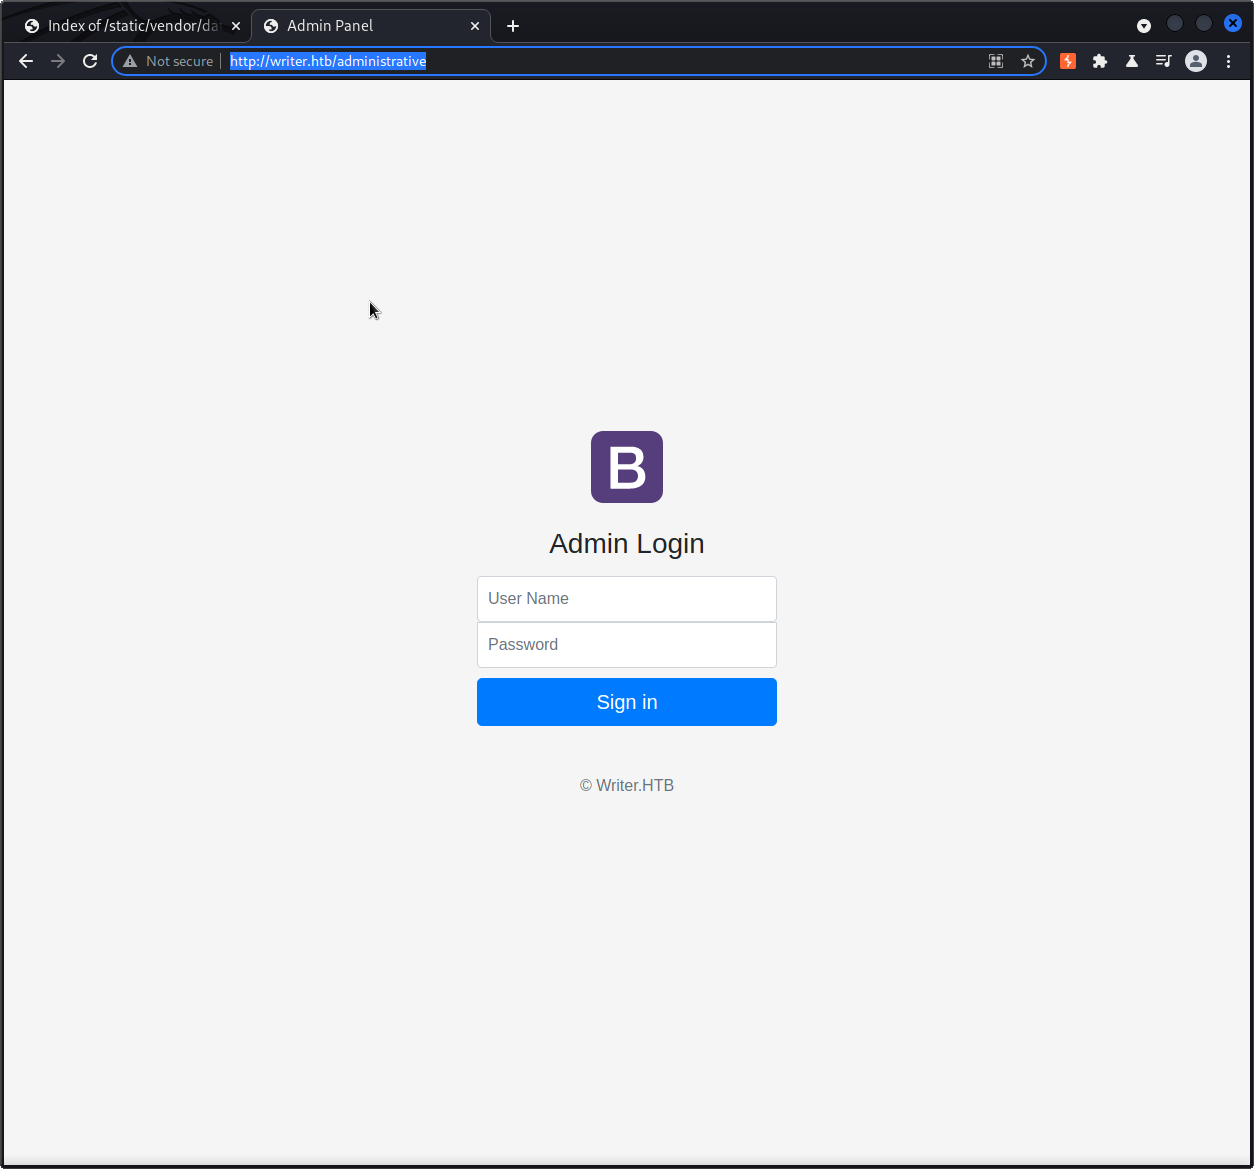 Index of /static/vendor/da
Admin Panel
Not secure
http://writer.htb/administrative
B
Admin Login
User Name
Password
Sign in
© Writer.HTB